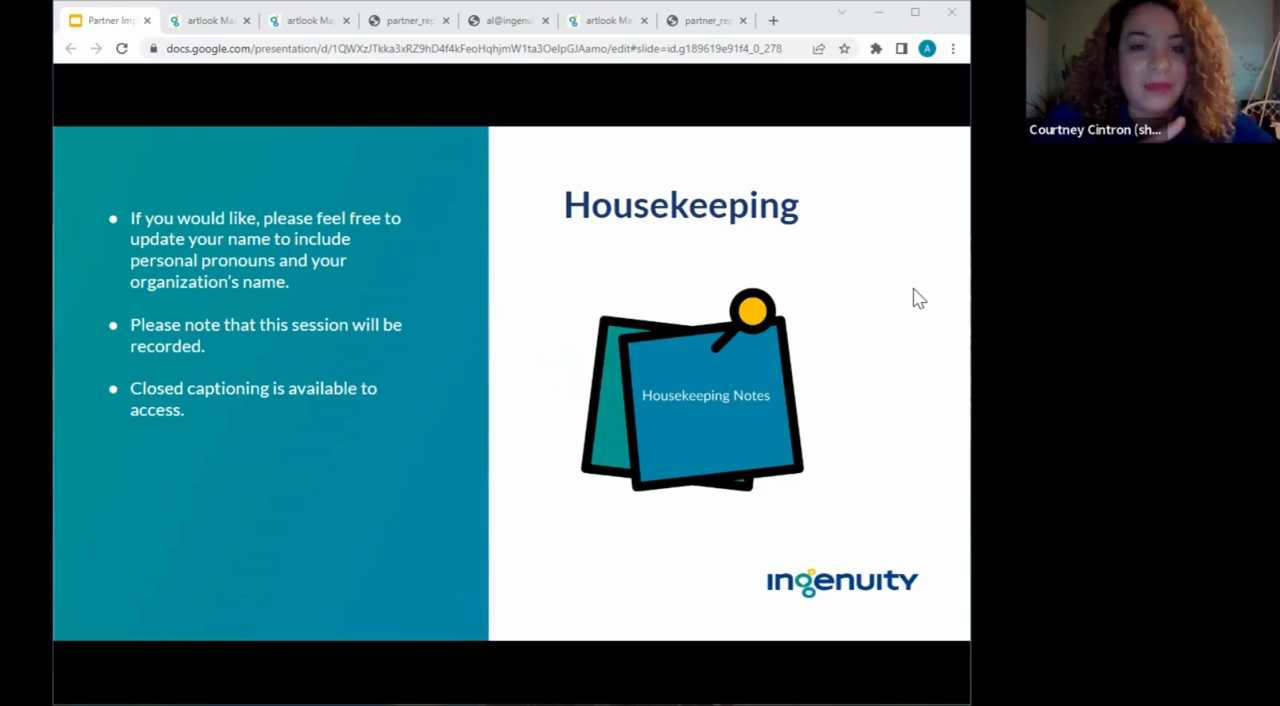 Partner Imp
artlook Ma
artlook Ma
partner_rep
al@ingenu
artlook Ma
partner_rep
docs.google.com/presentation/d/1QWXzJTkka3xRZ9hD4f4kFeoHqhjmW1ta3OeIpGJAamo/edit#slide=id.g189619e91f4_0_278
A
Courtney Cintron (sh...
● If you would like, please feel free to
update your name to include
personal pronouns and your
organization's name.
● Please note that this session will be
recorded.
● Closed captioning is available to
access.
Housekeeping
Housekeeping Notes
ingenuity